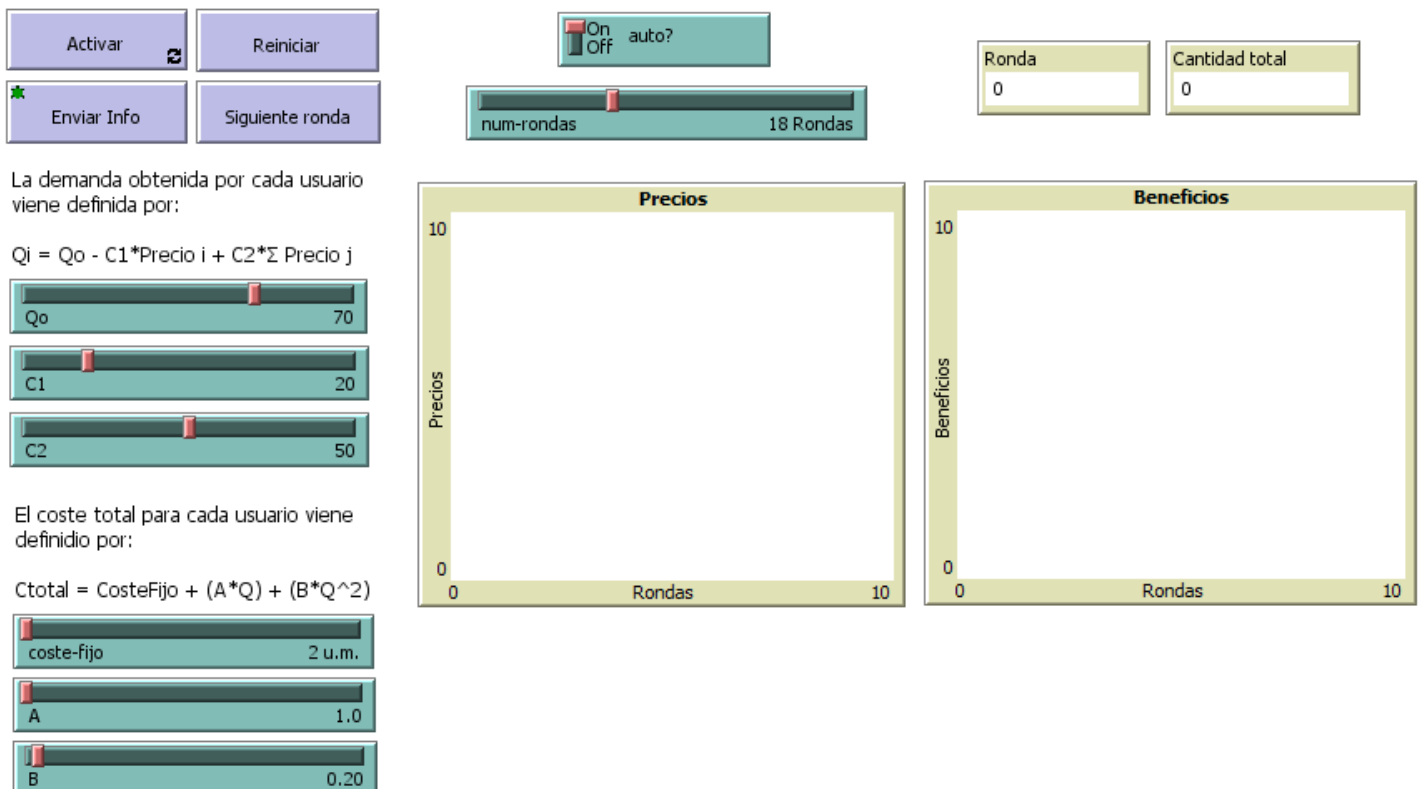 Activar
Reiniciar
Enviar Info
Siguiente ronda
On
Off
auto?
num-rondas 18 Rondas
Ronda
0
Cantidad total
0
La demanda obtenida por cada usuario
viene definida por:
Qi = Qo - C1*Precio i + C2*Σ Precio j
Qo 70
C1 20
C2 50
El coste total para cada usuario viene
definidio por:
Ctotal = CosteFijo + (A*Q) + (B*Q^2)
coste-fijo 2 u.m.
A 1.0
B 0.20
Precios
10
Precios
0
0 Rondas 10
Beneficios
10
Beneficios
0
0 Rondas 10